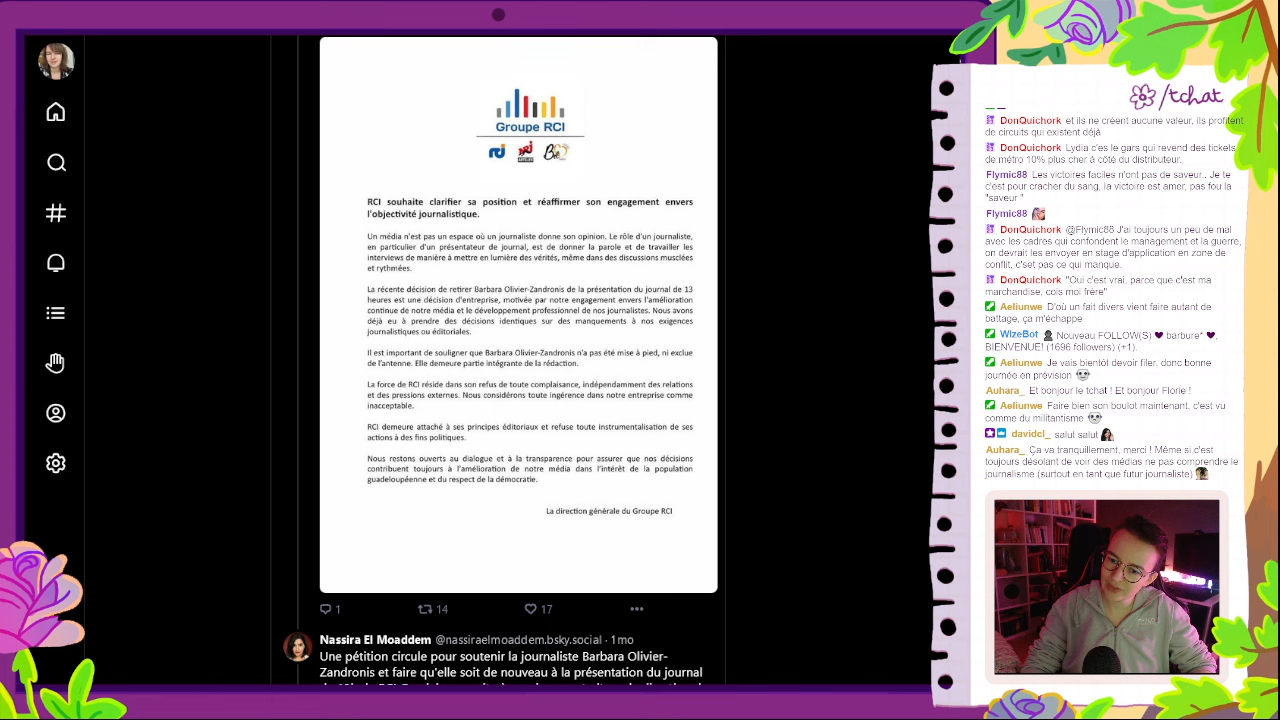 Groupe RCI
rci
NRJ
RCI souhaite clarifier sa position et réaffirmer son engagement envers
l'objectivité journalistique.
Un média n'est pas un espace où un journaliste donne son opinion. Le rôle d'un journaliste,
en particulier d'un présentateur de journal, est de donner la parole et de travailler les
interviews de manière à mettre en lumière des vérités, même dans des discussions musclées
et rythmées.
La récente décision de retirer Barbara Olivier-Zandronis de la présentation du journal de 13
heures est une décision d'entreprise, motivée par notre engagement envers l'amélioration
continue de notre média et le développement professionnel de nos journalistes. Nous avons
déjà eu à prendre des décisions identiques sur des manquements à nos exigences
journalistiques ou éditoriales.
Il est important de souligner que Barbara Olivier-Zandronis n'a pas été mise à pied, ni exclue
de l'antenne. Elle demeure partie intégrante de la rédaction.
La force de RCI réside dans son refus de toute complaisance, indépendamment des relations
et des pressions externes. Nous considérons toute ingérence dans notre entreprise comme
inacceptable.
RCI demeure attaché à ses principes éditoriaux et refuse toute instrumentalisation de ses
actions à des fins politiques.
Nous restons ouverts au dialogue et à la transparence pour assurer que nos décisions
contribuent toujours à l'amélioration de notre média dans l'intérêt de la population
guadeloupéenne et du respect de la démocratie.
La direction générale du Groupe RCI
1
14
17
Nassira El Moaddem @nassiraelmoaddem.bsky.social · 1mo
Une pétition circule pour soutenir la journaliste Barbara Olivier-
Zandronis et faire qu'elle soit de nouveau à la présentation du journal
/tchat
DonQuichork et ils ne créent aucune valeur, ils profitent
de circuits qui existent déjà
DonQuichork Lydia c'est le gars qui revend des tickets
de métro 10% plus cher à côté du distributeur.
Flymic88 Les victoires faciles n'ont pas de saveur.. Je te
c'est pour cracher du venin, la victoire est amer, pas fou la
"saveur "
Flymic88
DonQuichork @Flymic88 J'ai toujours un peu de mal
avec les cadres qui confondent le management et la guerre,
on devrait les envoyer en stage d'application en zone de
conflit, c'est pas ce qui manque.
DonQuichork "Oui c'était vrai, parce que c'est ma
marchandise, cois moi frère"
Aeliunwe D'où un fait divers vient faire autant de
battage, ça m'échappe
WizeBot Nouveau FOLLOW(S) ♥ barbure* ♥,
BIENVENUE! (1696 followers) (+1).
Aeliunwe Je vais bientôt devoir filer, donc bonne
journée en prévision
Auhara_ Et bonjour le tchat ! Et bonjour Florie !
Aeliunwe Faire bien son boulot maintenant, c'est vu
comme du militantisme
davidcl_ salut salut
Auhara_ Ça va tranquillement, merci ! Même si c'est
toujours désolant de voir des médias ne pas comprendre le
journalisme (surtout en tant que futur journaliste)